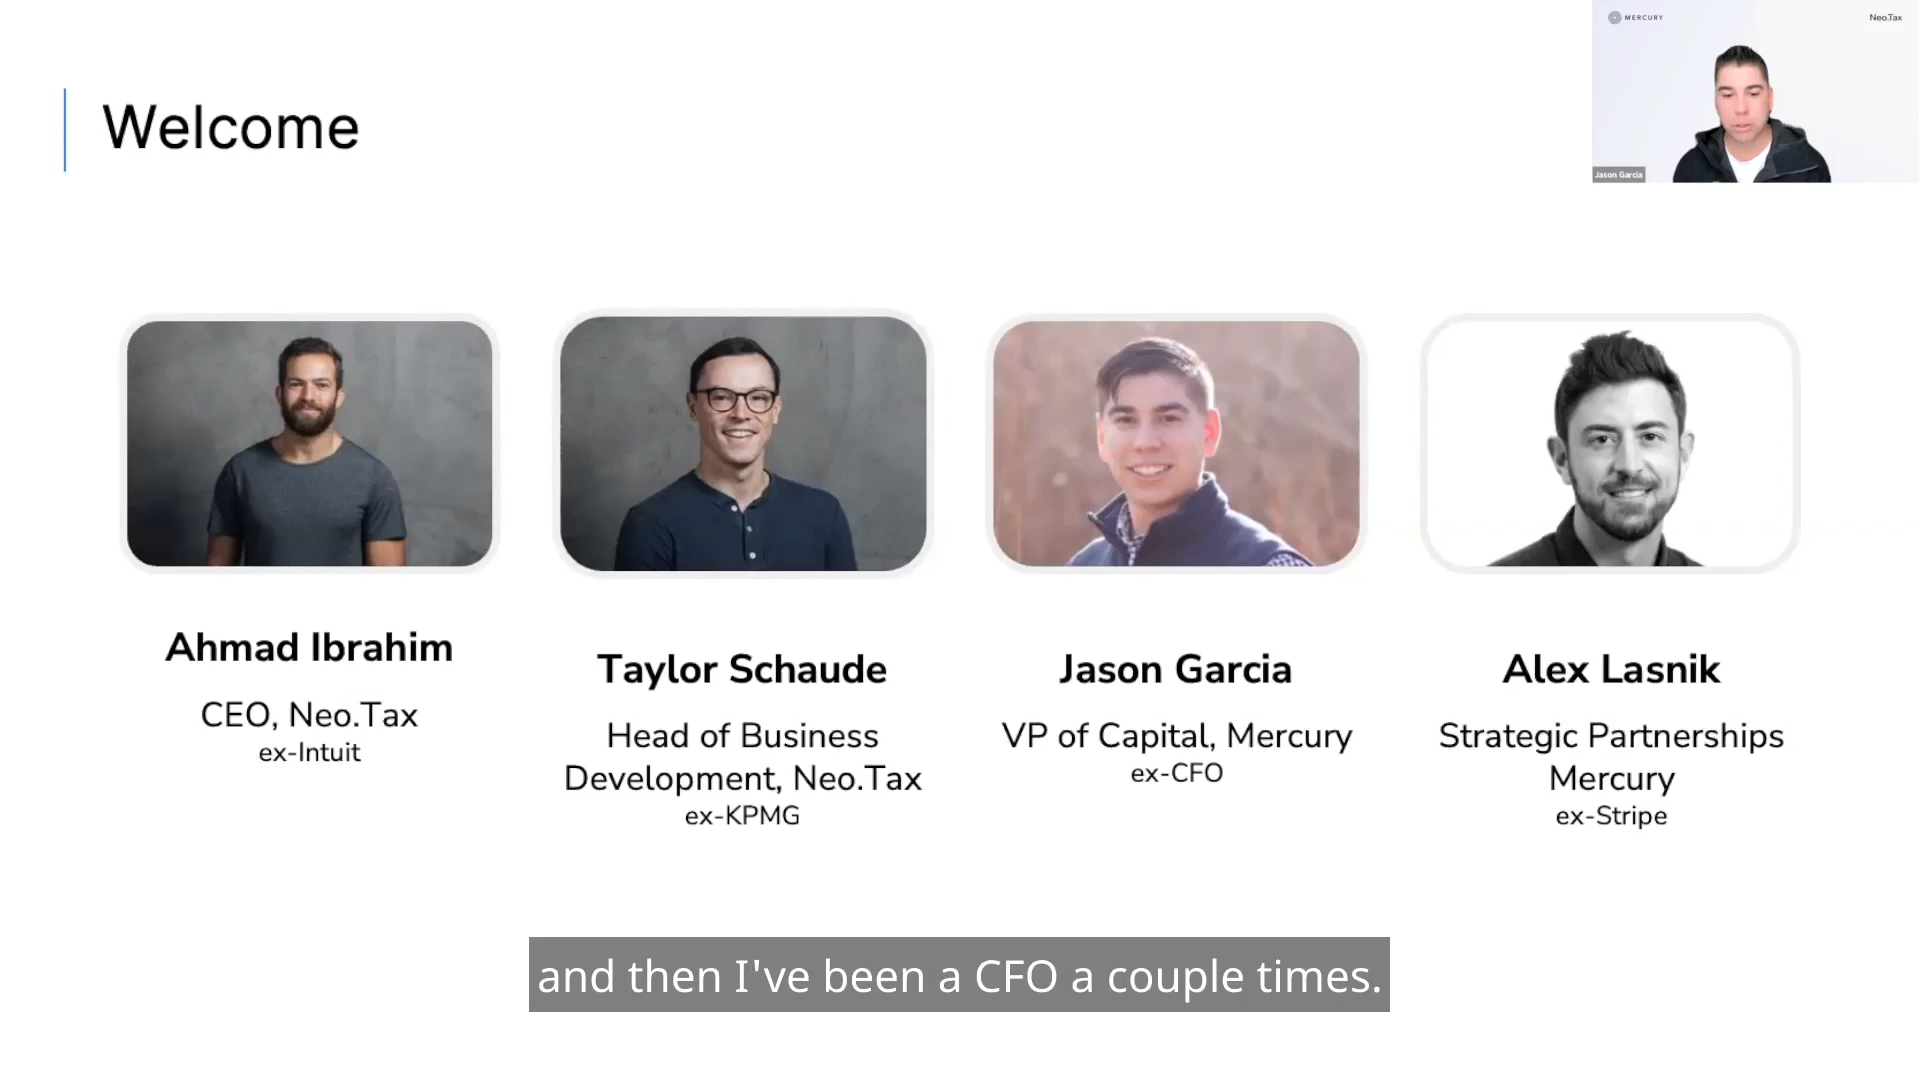 MERCURY
Neo.Tax
Welcome
Jason Garcia
Ahmad Ibrahim
CEO, Neo.Tax
ex-Intuit
Taylor Schaude
Head of Business
Development, Neo.Tax
ex-KPMG
Jason Garcia
VP of Capital, Mercury
ex-CFO
Alex Lasnik
Strategic Partnerships
Mercury
ex-Stripe
and then I've been a CFO a couple times.